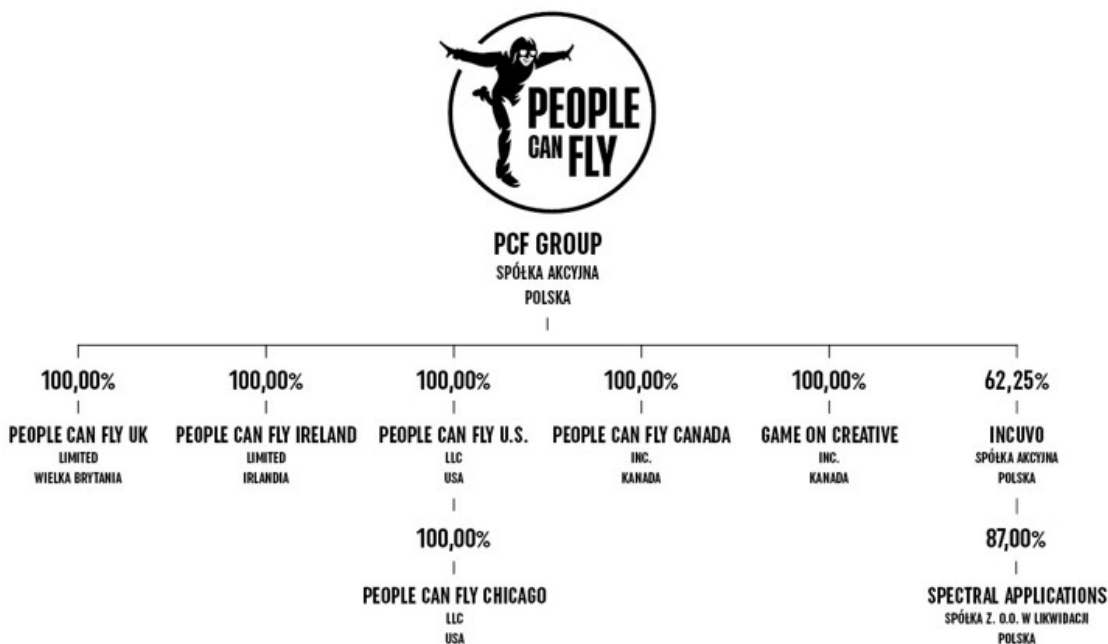 PEOPLE
CAN FLY
PCF GROUP
SPÓŁKA AKCYJNA
POLSKA
100,00% 100,00% 100,00% 100,00% 100,00% 62,25%
PEOPLE CAN FLY UK PEOPLE CAN FLY IRELAND PEOPLE CAN FLY U.S. PEOPLE CAN FLY CANADA GAME ON CREATIVE INCUVO
LIMITED LIMITED LLC INC. INC. SPÓŁKA AKCYJNA
WIELKA BRYTANIA IRLANDIA USA KANADA KANADA POLSKA
100,00% 87,00%
PEOPLE CAN FLY CHICAGO SPECTRAL APPLICATIONS
LLC SPÓŁKA Z. O.O. W LIKWIDACJI
USA POLSKA